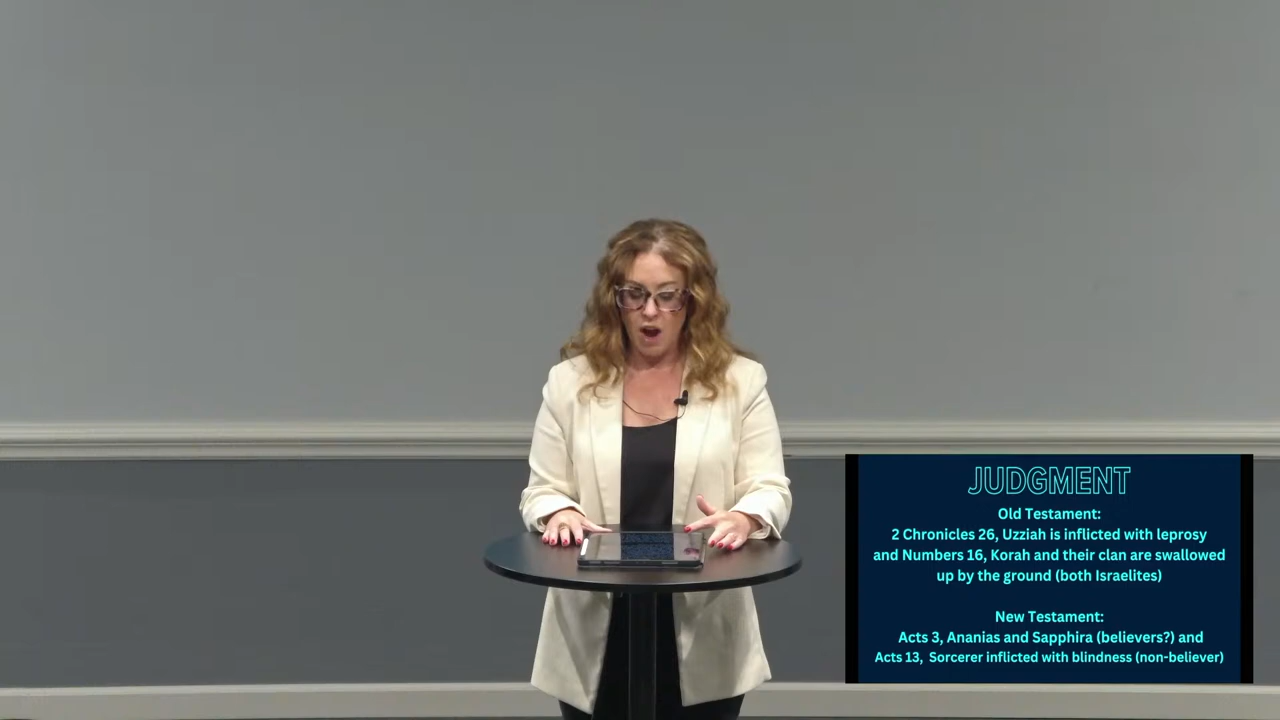 JUDGMENT
Old Testament:
2 Chronicles 26, Uzziah is inflicted with leprosy
and Numbers 16, Korah and their clan are swallowed
up by the ground (both Israelites)
New Testament:
Acts 3, Ananias and Sapphira (believers?) and
Acts 13, Sorcerer inflicted with blindness (non-believer)